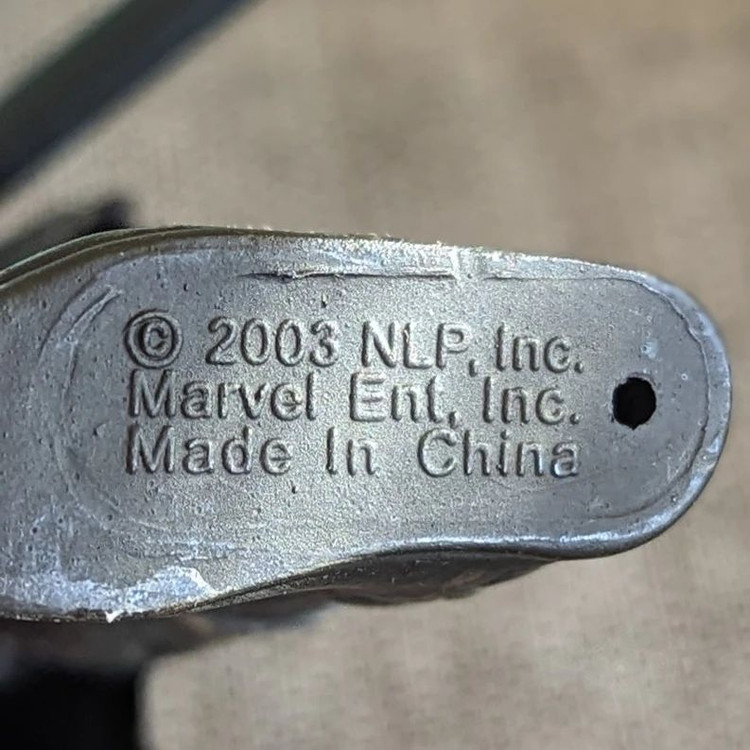 © 2003 NLP, Inc.
Marvel Ent, Inc.
Made In China